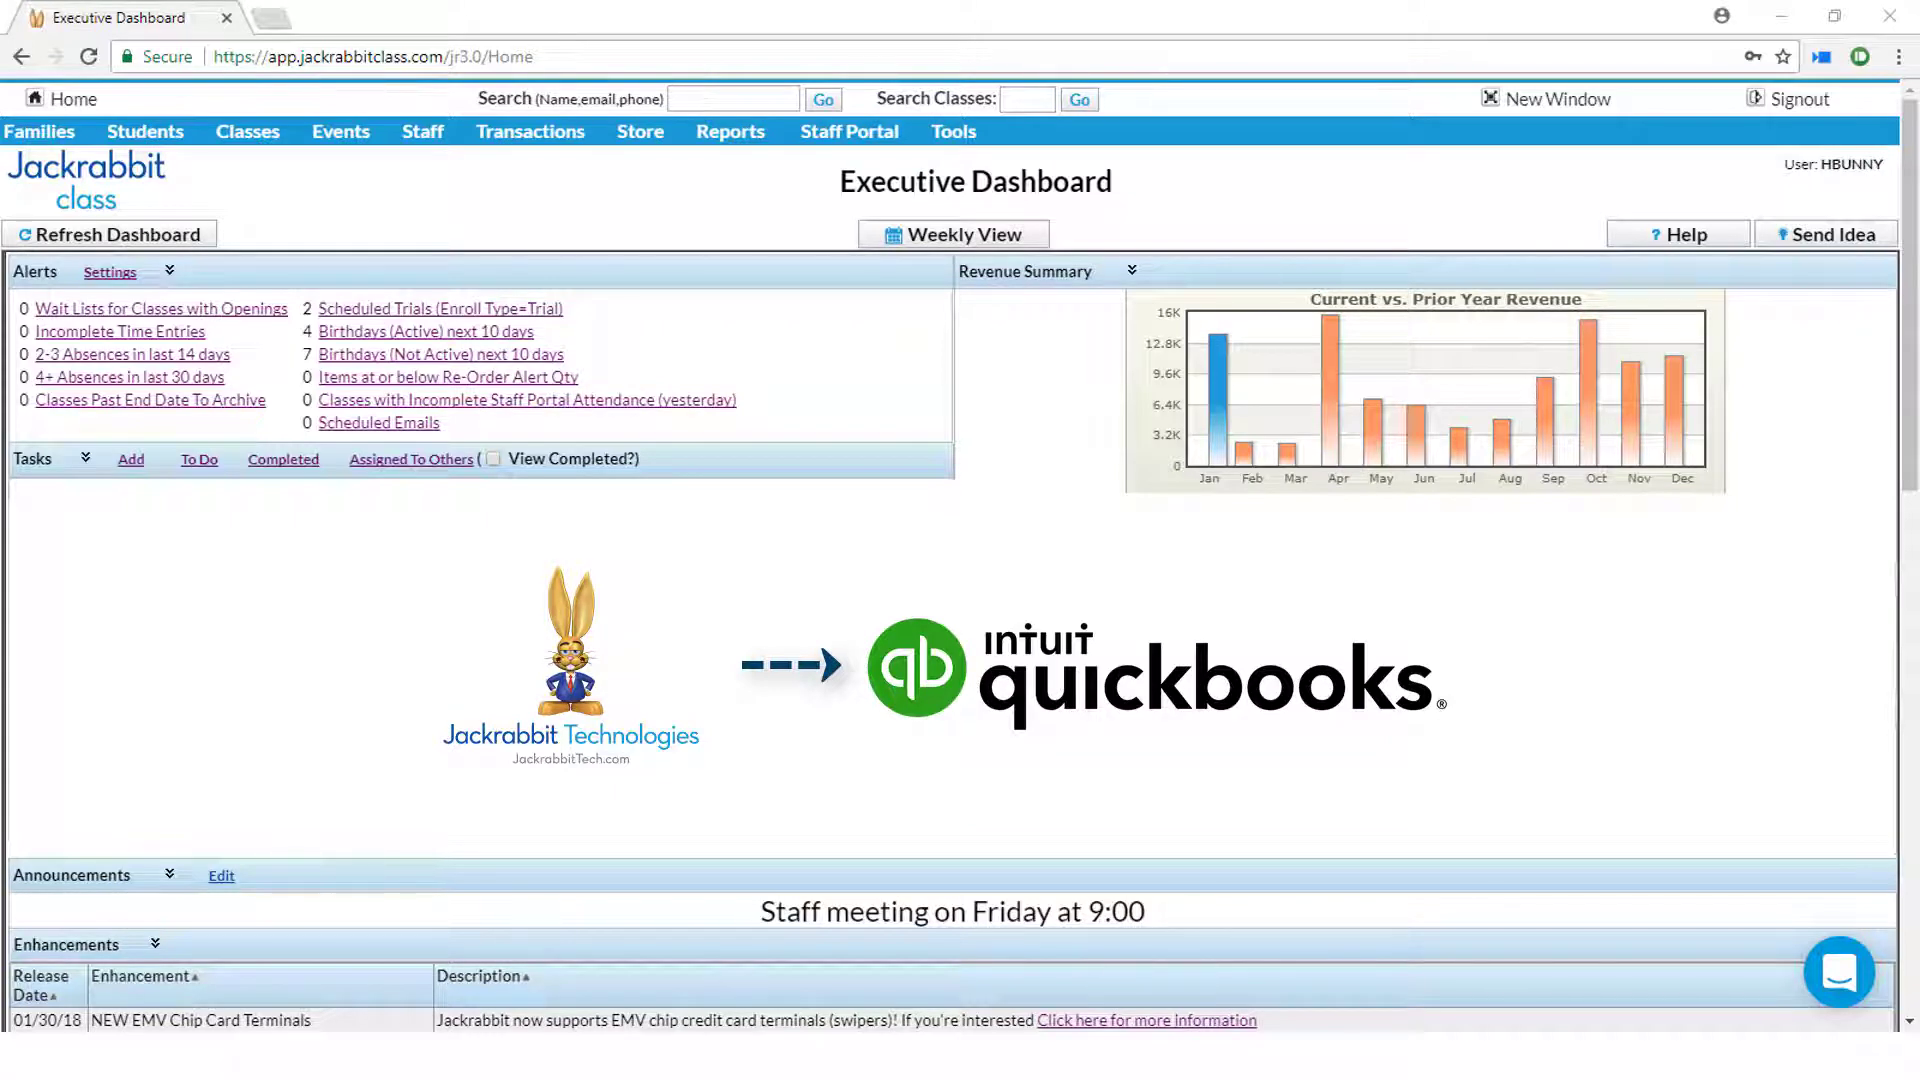 Executive Dashboard
Secure https://app.jackrabbitclass.com/jr3.0/Home
Home
Search (Name,email,phone) Go
Search Classes: Go
New Window
Signout
Families Students Classes Events Staff Transactions Store Reports Staff Portal Tools
Jackrabbit
class
Executive Dashboard
User: HBUNNY
Refresh Dashboard
Weekly View
? Help
Send Idea
Alerts Settings
0 Wait Lists for Classes with Openings
0 Incomplete Time Entries
0 2-3 Absences in last 14 days
0 4+ Absences in last 30 days
0 Classes Past End Date To Archive
2 Scheduled Trials (Enroll Type=Trial)
4 Birthdays (Active) next 10 days
7 Birthdays (Not Active) next 10 days
0 Items at or below Re-Order Alert Qty
0 Classes with Incomplete Staff Portal Attendance (yesterday)
0 Scheduled Emails
Tasks Add To Do Completed Assigned To Others ( View Completed?)
Revenue Summary
Current vs. Prior Year Revenue
16K
12.8K
9.6K
6.4K
3.2K
0
Jan Feb Mar Apr May Jun Jul Aug Sep Oct Nov Dec
Jackrabbit Technologies
JackrabbitTech.com
qb
intuit
quickbooks®
Announcements Edit
Staff meeting on Friday at 9:00
Enhancements
Release Date
Enhancement
Description
01/30/18 NEW EMV Chip Card Terminals Jackrabbit now supports EMV chip credit card terminals (swipers)! If you're interested Click here for more information